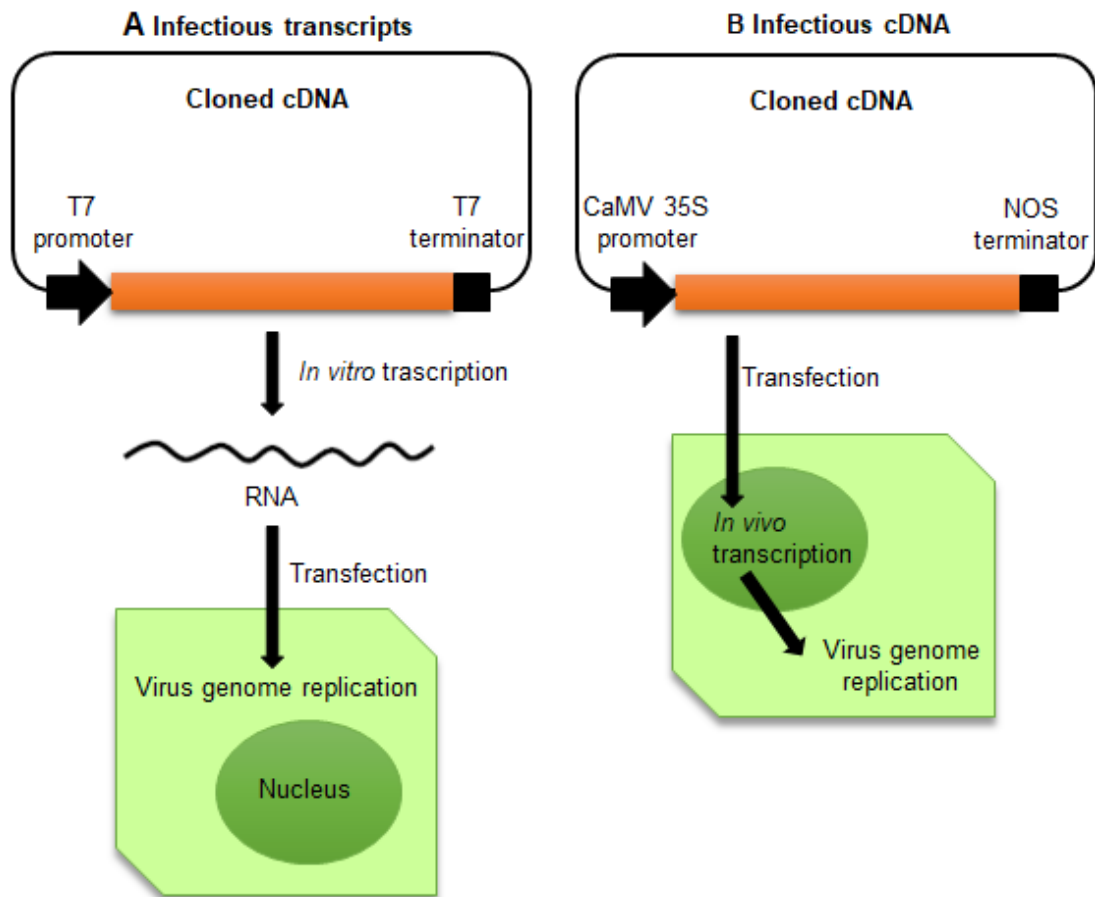 A Infectious transcripts
Cloned cDNA
T7
promoter
T7
terminator
In vitro trascription
RNA
Transfection
Virus genome replication
Nucleus
B Infectious cDNA
Cloned cDNA
CaMV 35S
promoter
NOS
terminator
Transfection
In vivo
transcription
Virus genome
replication